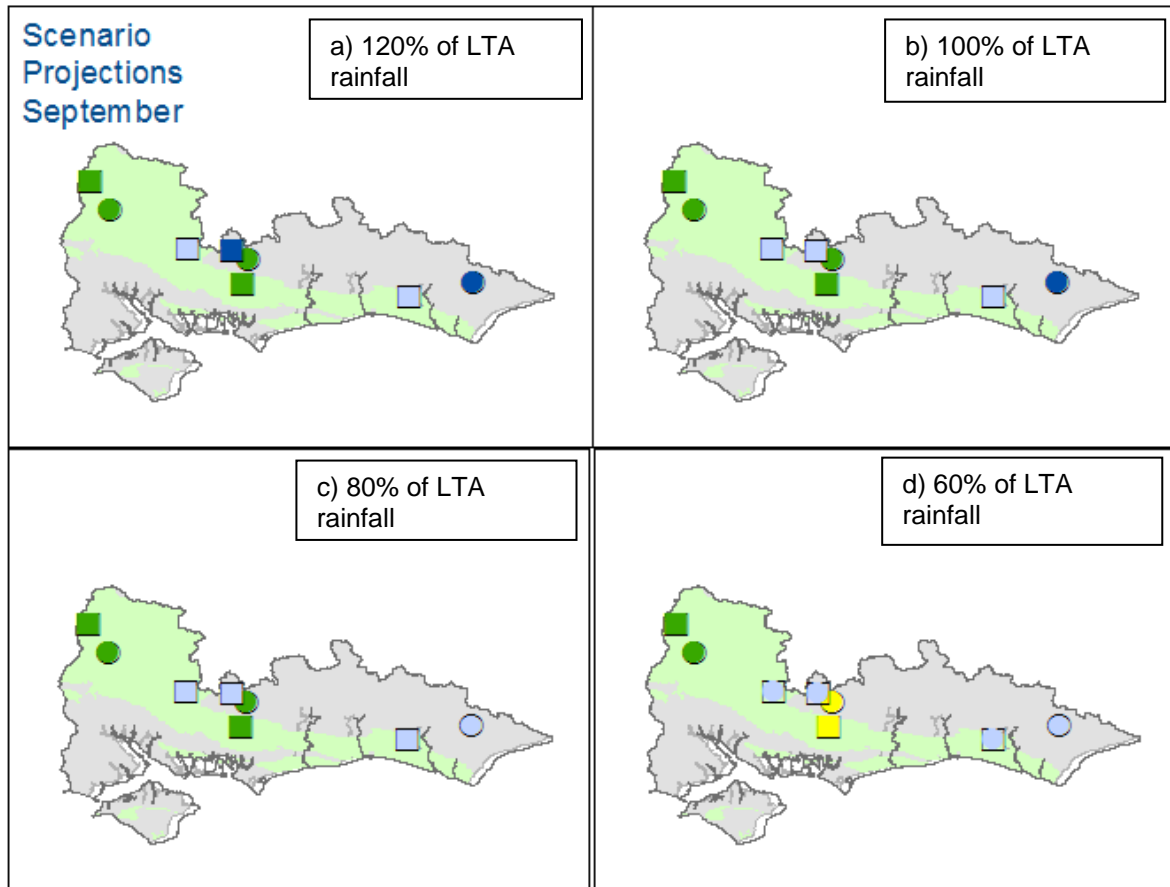 Scenario
Projections
September
a) 120% of LTA
rainfall
b) 100% of LTA
rainfall
c) 80% of LTA
rainfall
d) 60% of LTA
rainfall